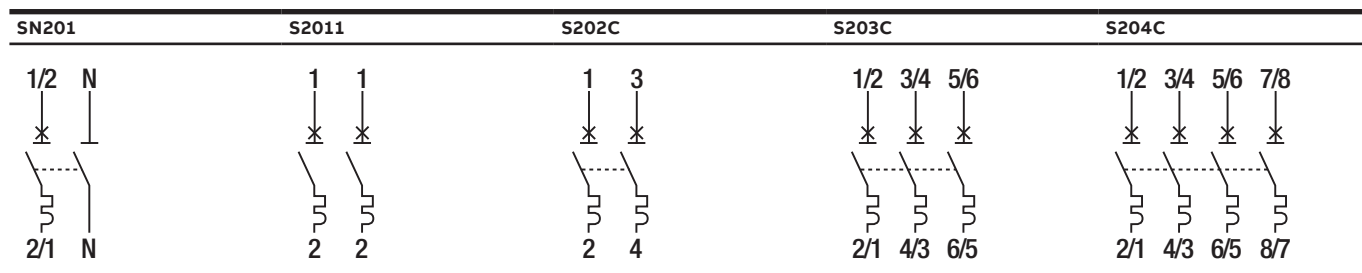 SN201 S2011 S202C S203C S204C
1/2 N 1 1 1 3 1/2 3/4 5/6 1/2 3/4 5/6 7/8
2/1 N 2 2 2 4 2/1 4/3 6/5 2/1 4/3 6/5 8/7